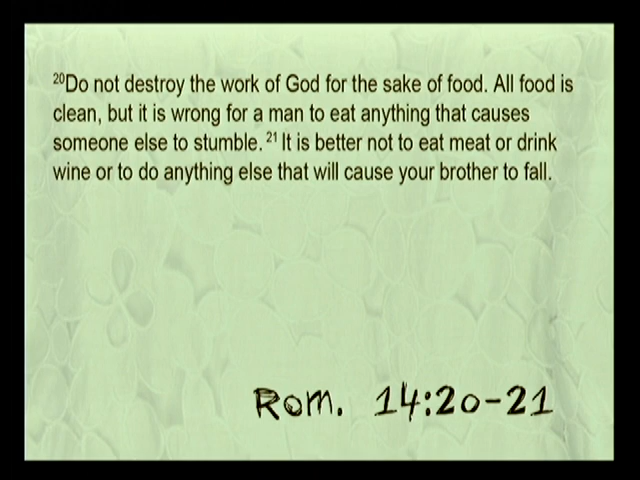 ²⁰Do not destroy the work of God for the sake of food. All food is
clean, but it is wrong for a man to eat anything that causes
someone else to stumble. ²¹ It is better not to eat meat or drink
wine or to do anything else that will cause your brother to fall.
Rom. 14:20-21